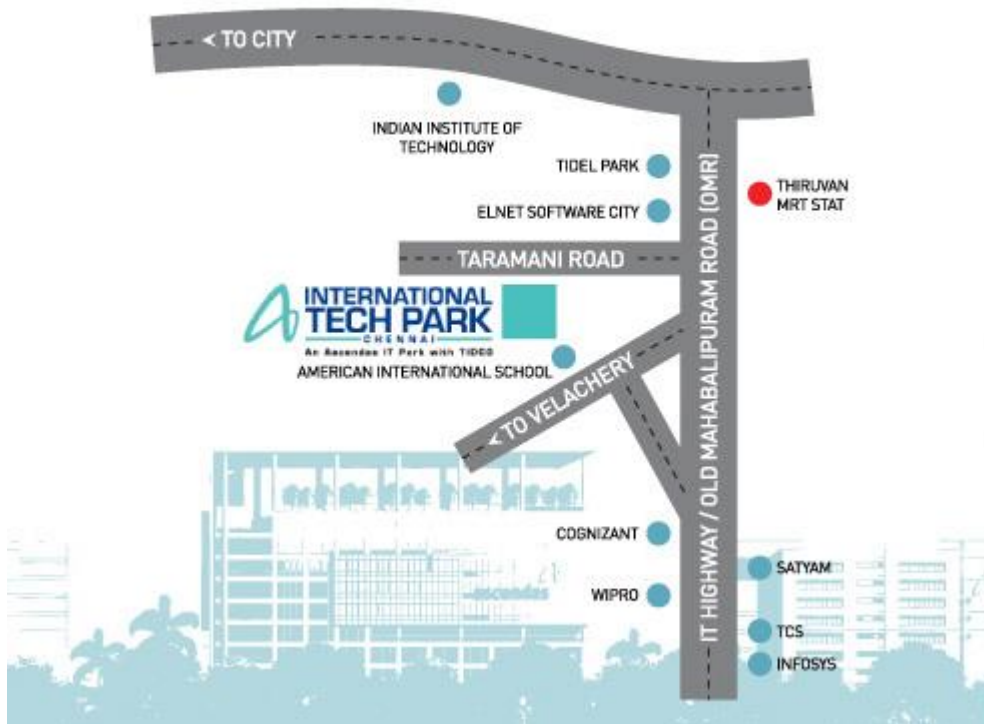 < TO CITY
INDIAN INSTITUTE OF
TECHNOLOGY
TIDEL PARK
THIRUVAN
MRT STAT
ELNET SOFTWARE CITY
TARAMANI ROAD
IT HIGHWAY / OLD MAHABALIPURAM ROAD (OMR)
INTERNATIONAL
TECH PARK
CHENNAI
An Ascendas IT Park with TIDCO
AMERICAN INTERNATIONAL SCHOOL
< TO VELACHERY
COGNIZANT
SATYAM
WIPRO
ascendas
TCS
INFOSYS